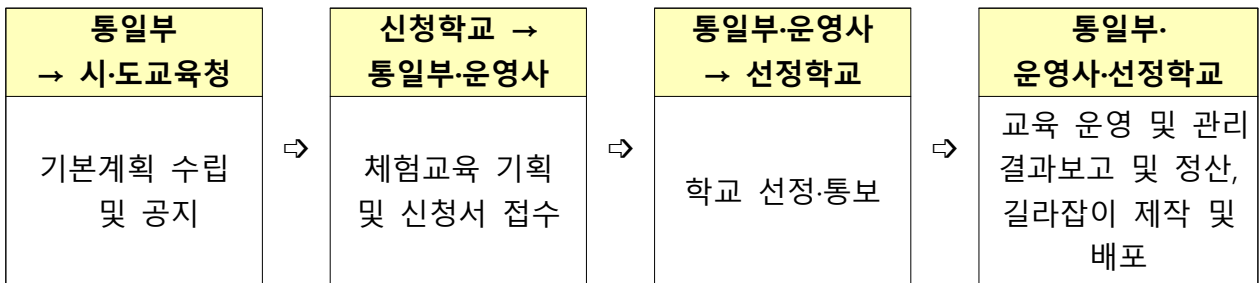 통일부
→ 시·도교육청
기본계획 수립
및 공지
➩
신청학교 →
통일부·운영사
체험교육 기획
및 신청서 접수
➩
통일부·운영사
→ 선정학교
학교 선정·통보
➩
통일부·
운영사·선정학교
교육 운영 및 관리
결과보고 및 정산,
길라잡이 제작 및
배포